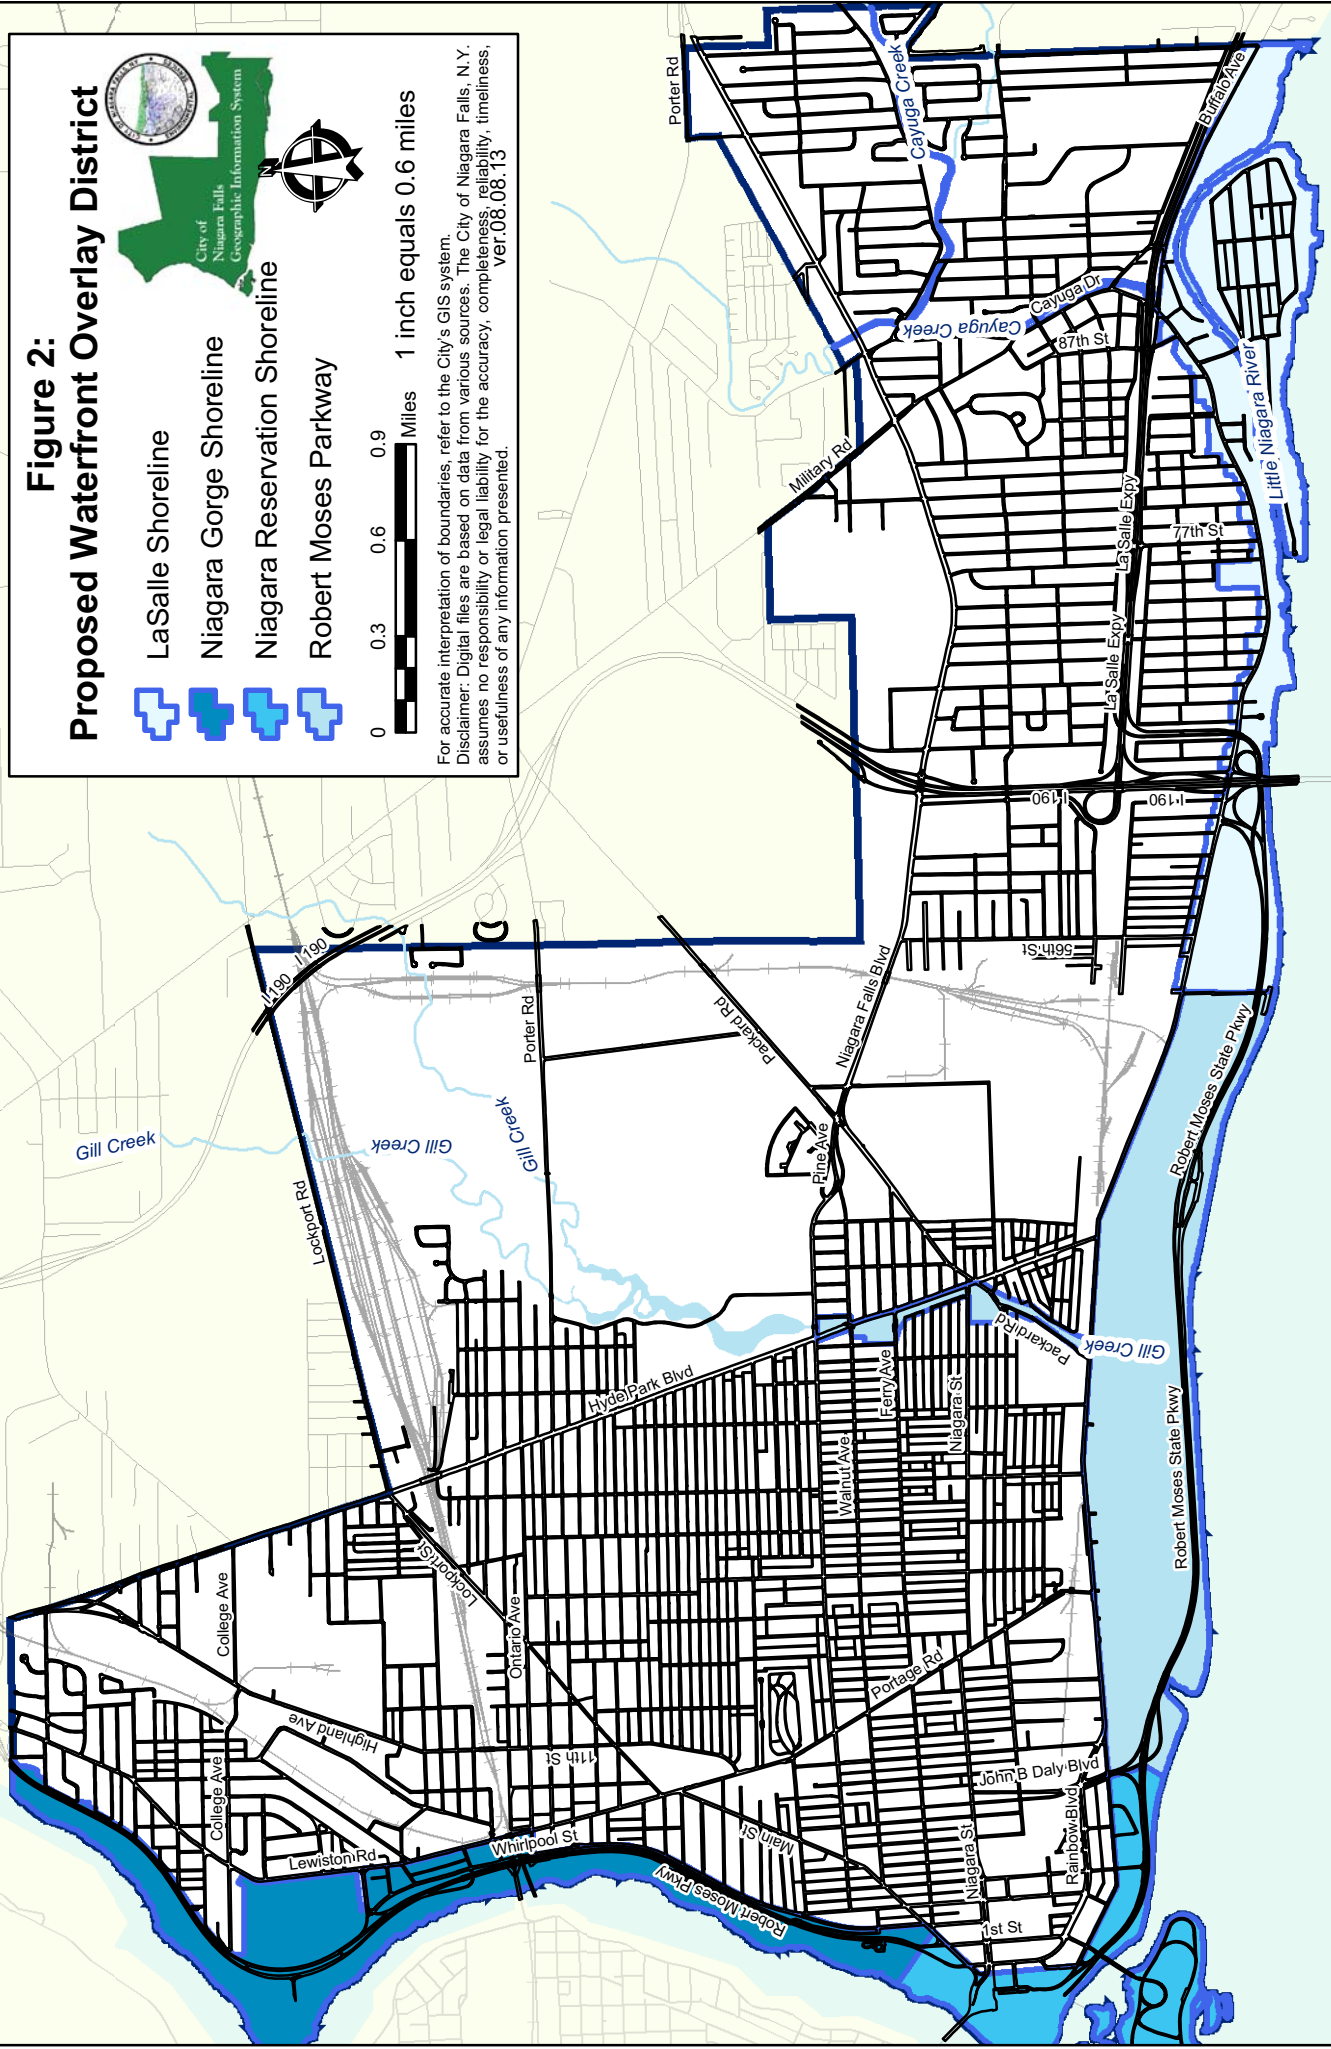 Figure 2:
Proposed Waterfront Overlay District
LaSalle Shoreline
Niagara Gorge Shoreline
Niagara Reservation Shoreline
Robert Moses Parkway
City of
Niagara Falls
Geographic Information System
N
0 0.3 0.6 0.9
Miles
1 inch equals 0.6 miles
For accurate interpretation of boundaries, refer to the City's GIS system.
Disclaimer: Digital files are based on data from various sources. The City of Niagara Falls, N.Y.
assumes no responsibility or legal liability for the accuracy, completeness, reliability, timeliness,
or usefulness of any information presented.
ver.08.08.13
Porter Rd
Cayuga Creek
Buffalo Ave
Cayuga Creek
Cayuga Dr
87th St
Little Niagara River
Military Rd
La Salle Expy
77th St
La Salle Expy
I 190
I 190
56th St
Niagara Falls Blvd
Packard Rd
Porter Rd
I 190
I 190
Robert Moses State Pkwy
Gill Creek
Gill Creek
Gill Creek
Pine Ave
Lockport Rd
Packard Rd
Gill Creek
Ferry Ave
Niagara St
Walnut Ave
Hyde Park Blvd
Robert Moses State Pkwy
Lockport St
Ontario Ave
College Ave
Portage Rd
Highland Ave
11th St
John B Daly Blvd
Rainbow Blvd
College Ave
Lewiston Rd
Whirlpool St
Main St
Niagara St
Robert Moses Pkwy
1st St